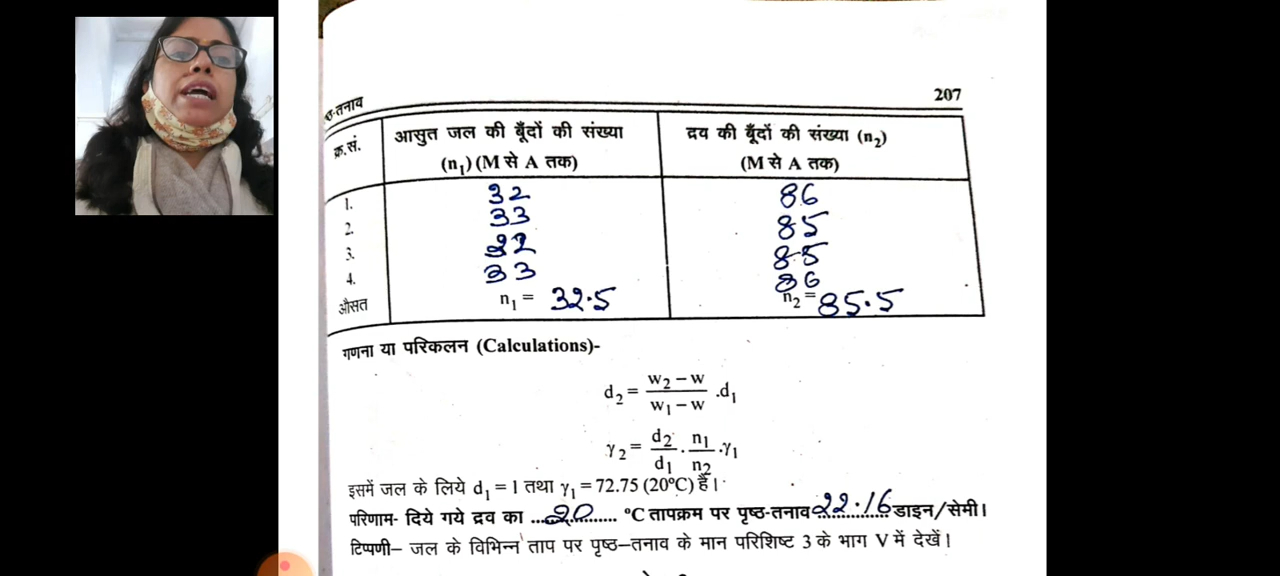 207
ष्ठ-तनाव
क्र.सं. आसुत जल की बूँदों की संख्या (n₁) (M से A तक) द्रव की बूँदों की संख्या (n₂) (M से A तक)
1. 32 86
2. 33 85
3. 32 85
4. 33 86
औसत n₁ = 32.5 n₂ = 85.5
गणना या परिकलन (Calculations)-
d₂ = (w₂ – w)/(w₁ – w) .d₁
γ₂ = d₂/d₁ . n₁/n₂ .γ₁
इसमें जल के लिये d₁ = 1 तथा γ₁ = 72.75 (20°C) हैं।
परिणाम- दिये गये द्रव का ....20.... °C तापक्रम पर पृष्ठ-तनाव 22.16 डाइन/सेमी।
टिप्पणी– जल के विभिन्न ताप पर पृष्ठ–तनाव के मान परिशिष्ट 3 के भाग V में देखें।